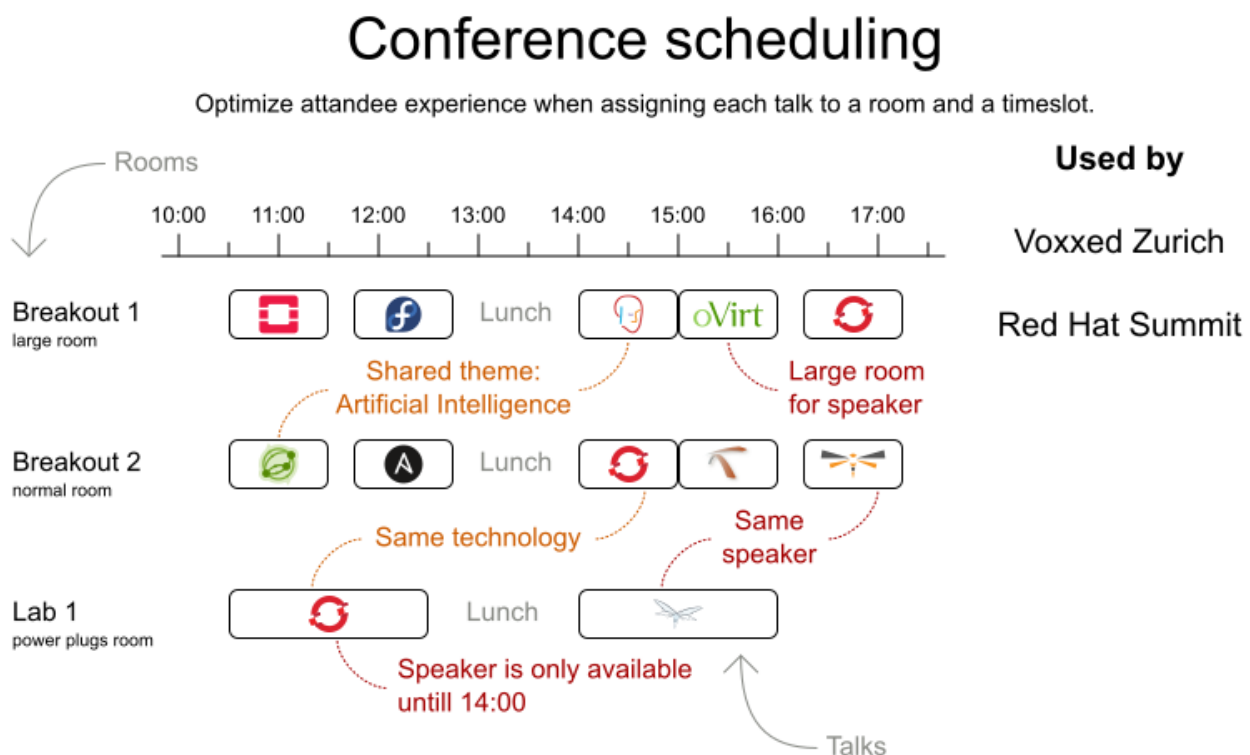 Conference scheduling
Optimize attandee experience when assigning each talk to a room and a timeslot.
Rooms
Used by
10:00 11:00 12:00 13:00 14:00 15:00 16:00 17:00
Voxxed Zurich
Red Hat Summit
Breakout 1
large room
Lunch
oVirt
Shared theme:
Artificial Intelligence
Large room
for speaker
Breakout 2
normal room
Lunch
Same technology
Same
speaker
Lab 1
power plugs room
Lunch
Speaker is only available
untill 14:00
Talks